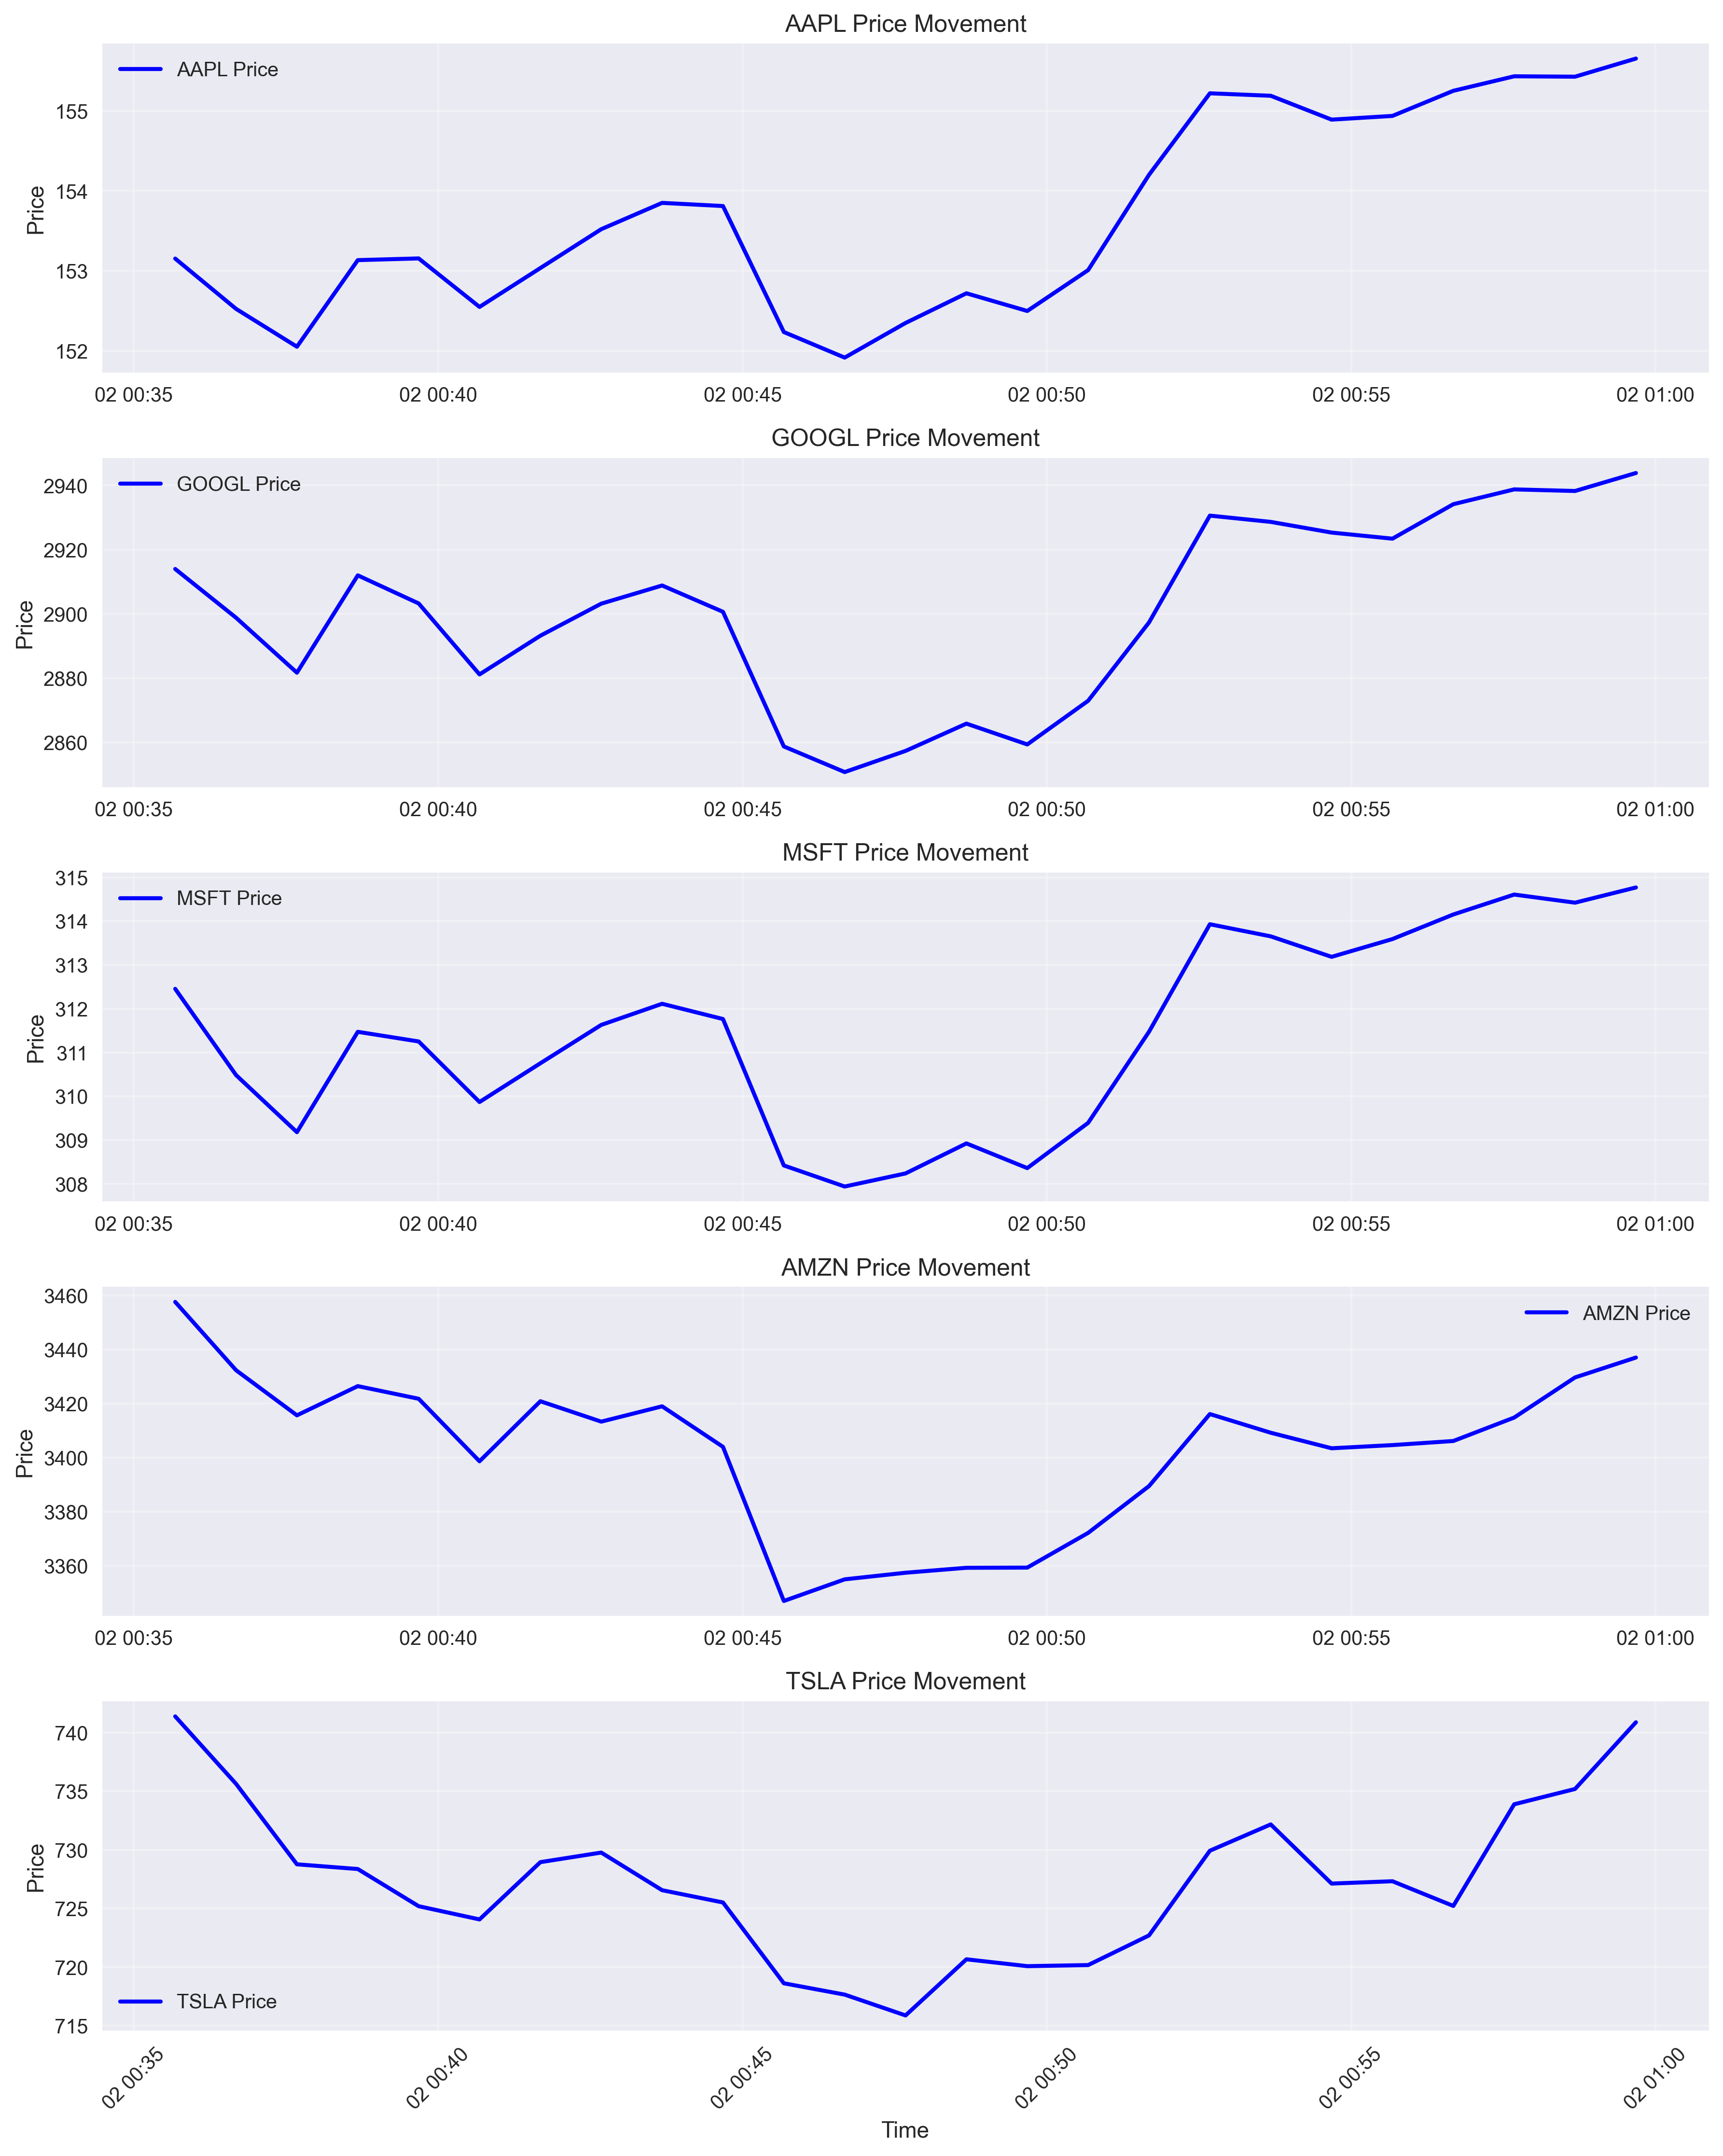 AAPL Price Movement
AAPL Price
Price
155
154
153
152
02 00:35 02 00:40 02 00:45 02 00:50 02 00:55 02 01:00
GOOGL Price Movement
GOOGL Price
Price
2940
2920
2900
2880
2860
02 00:35 02 00:40 02 00:45 02 00:50 02 00:55 02 01:00
MSFT Price Movement
MSFT Price
Price
315
314
313
312
311
310
309
308
02 00:35 02 00:40 02 00:45 02 00:50 02 00:55 02 01:00
AMZN Price Movement
AMZN Price
Price
3460
3440
3420
3400
3380
3360
02 00:35 02 00:40 02 00:45 02 00:50 02 00:55 02 01:00
TSLA Price Movement
TSLA Price
Price
740
735
730
725
720
715
02 00:35 02 00:40 02 00:45 02 00:50 02 00:55 02 01:00
Time